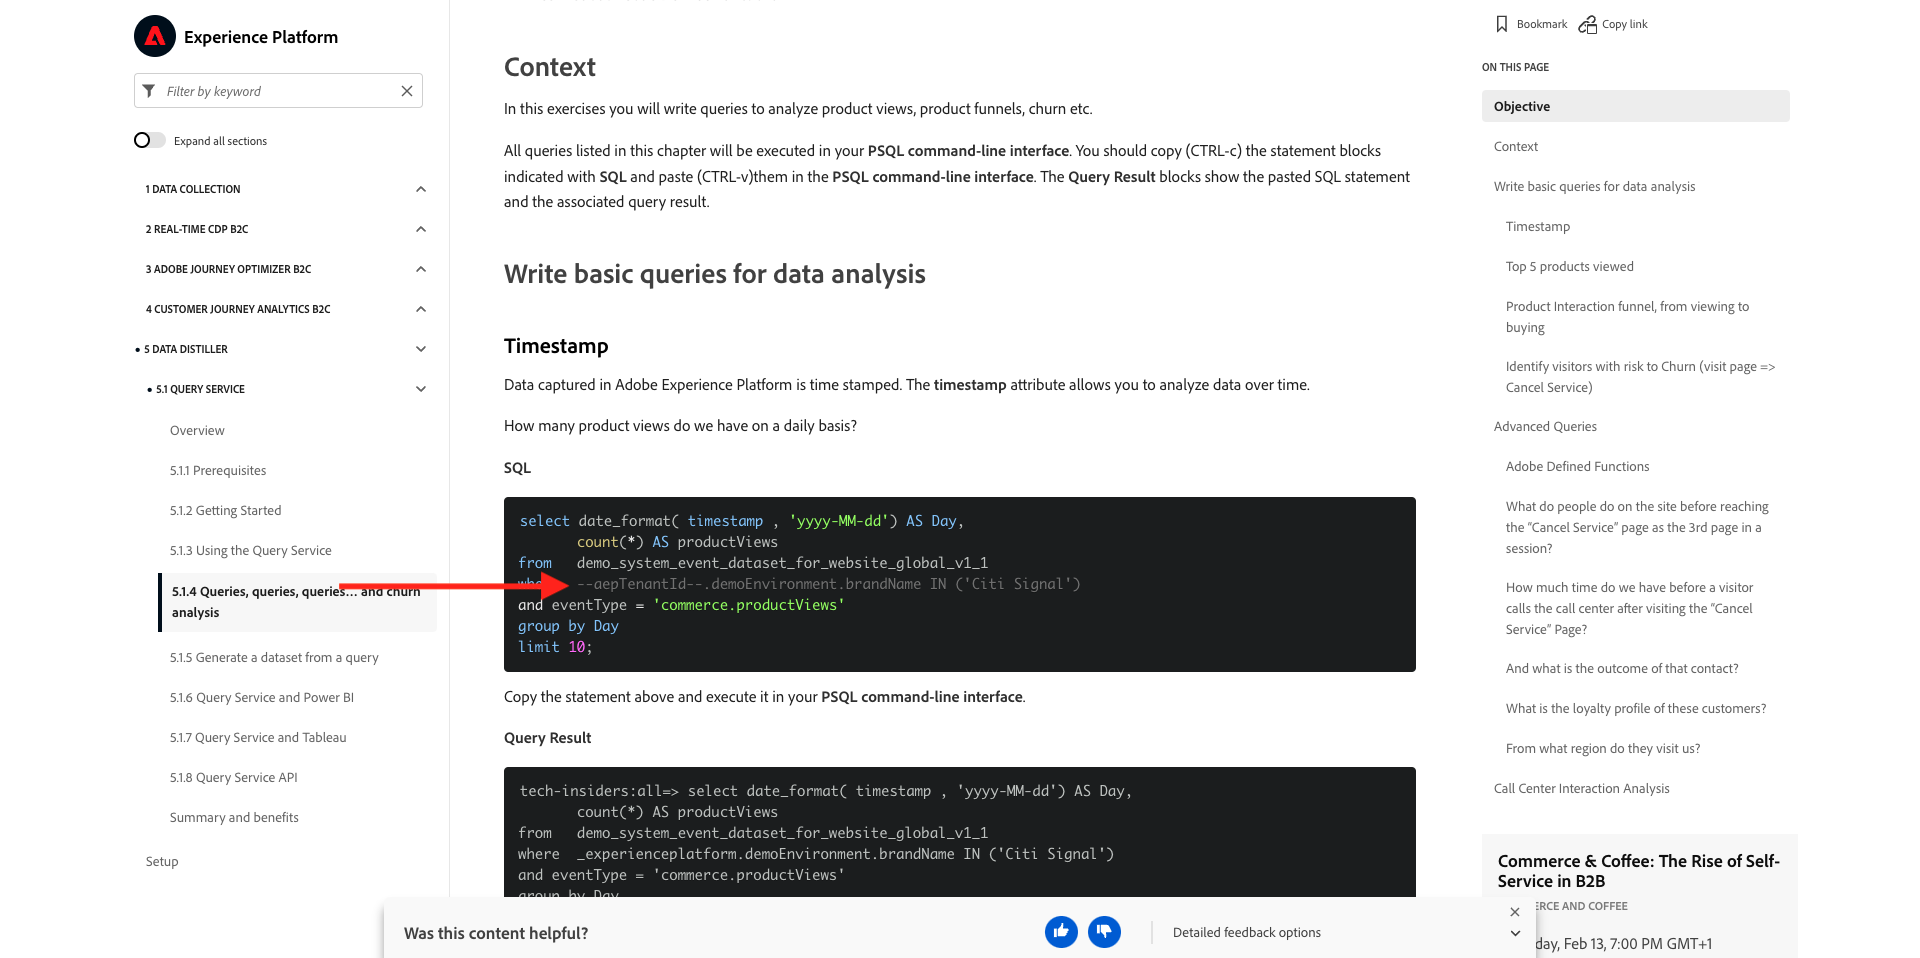 Experience Platform
Filter by keyword
Expand all sections
1 DATA COLLECTION
2 REAL-TIME CDP B2C
3 ADOBE JOURNEY OPTIMIZER B2C
4 CUSTOMER JOURNEY ANALYTICS B2C
5 DATA DISTILLER
5.1 QUERY SERVICE
Overview
5.1.1 Prerequisites
5.1.2 Getting Started
5.1.3 Using the Query Service
5.1.4 Queries, queries, queries... and churn
analysis
5.1.5 Generate a dataset from a query
5.1.6 Query Service and Power BI
5.1.7 Query Service and Tableau
5.1.8 Query Service API
Summary and benefits
Setup
Context
In this exercises you will write queries to analyze product views, product funnels, churn etc.
All queries listed in this chapter will be executed in your PSQL command-line interface. You should copy (CTRL-c) the statement blocks
indicated with SQL and paste (CTRL-v)them in the PSQL command-line interface. The Query Result blocks show the pasted SQL statement
and the associated query result.
Write basic queries for data analysis
Timestamp
Data captured in Adobe Experience Platform is time stamped. The timestamp attribute allows you to analyze data over time.
How many product views do we have on a daily basis?
SQL
select date_format( timestamp , 'yyyy-MM-dd') AS Day,
count(*) AS productViews
from demo_system_event_dataset_for_website_global_v1_1
where --aepTenantId--.demoEnvironment.brandName IN ('Citi Signal')
and eventType = 'commerce.productViews'
group by Day
limit 10;
Copy the statement above and execute it in your PSQL command-line interface.
Query Result
tech-insiders:all=> select date_format( timestamp , 'yyyy-MM-dd') AS Day,
count(*) AS productViews
from demo_system_event_dataset_for_website_global_v1_1
where _experienceplatform.demoEnvironment.brandName IN ('Citi Signal')
and eventType = 'commerce.productViews'
group by Day
Was this content helpful?
Detailed feedback options
Bookmark
Copy link
ON THIS PAGE
Objective
Context
Write basic queries for data analysis
Timestamp
Top 5 products viewed
Product Interaction funnel, from viewing to
buying
Identify visitors with risk to Churn (visit page =>
Cancel Service)
Advanced Queries
Adobe Defined Functions
What do people do on the site before reaching
the “Cancel Service” page as the 3rd page in a
session?
How much time do we have before a visitor
calls the call center after visiting the “Cancel
Service” Page?
And what is the outcome of that contact?
What is the loyalty profile of these customers?
From what region do they visit us?
Call Center Interaction Analysis
Commerce & Coffee: The Rise of Self-
Service in B2B
ERCE AND COFFEE
day, Feb 13, 7:00 PM GMT+1